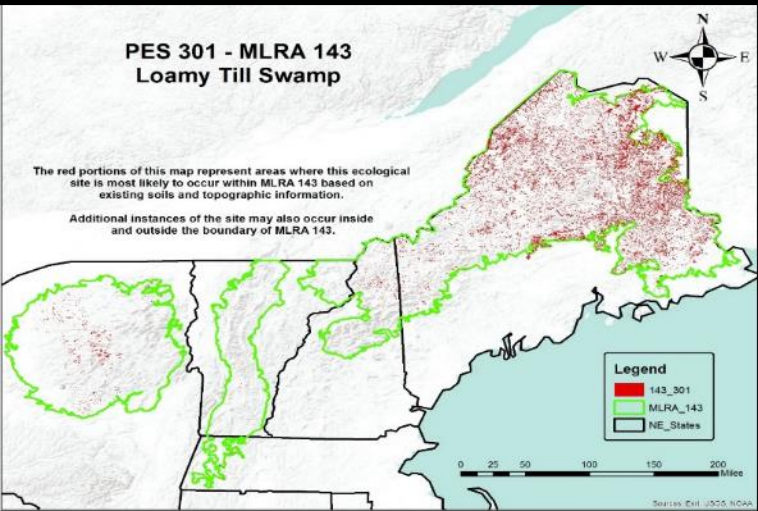 PES 301 - MLRA 143
Loamy Till Swamp
N
W
E
S
The red portions of this map represent areas where this ecological
site is most likely to occur within MLRA 143 based on
existing soils and topographic information.
Additional instances of the site may also occur inside
and outside the boundary of MLRA 143.
Legend
143_301
MLRA_143
NE_States
0 25 50 100 150 200
Miles
Sources: Esri, USGS, NOAA